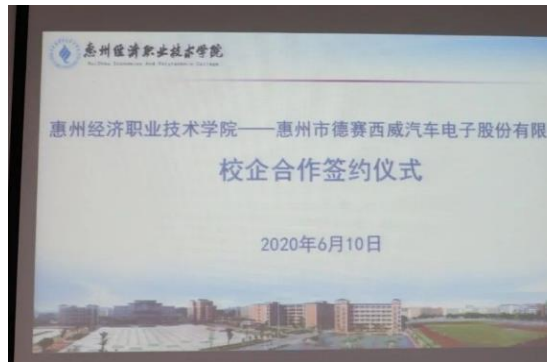 惠州经济职业技术学院
惠州经济职业技术学院——惠州市德赛西威汽车电子股份有限
校企合作签约仪式
2020年6月10日